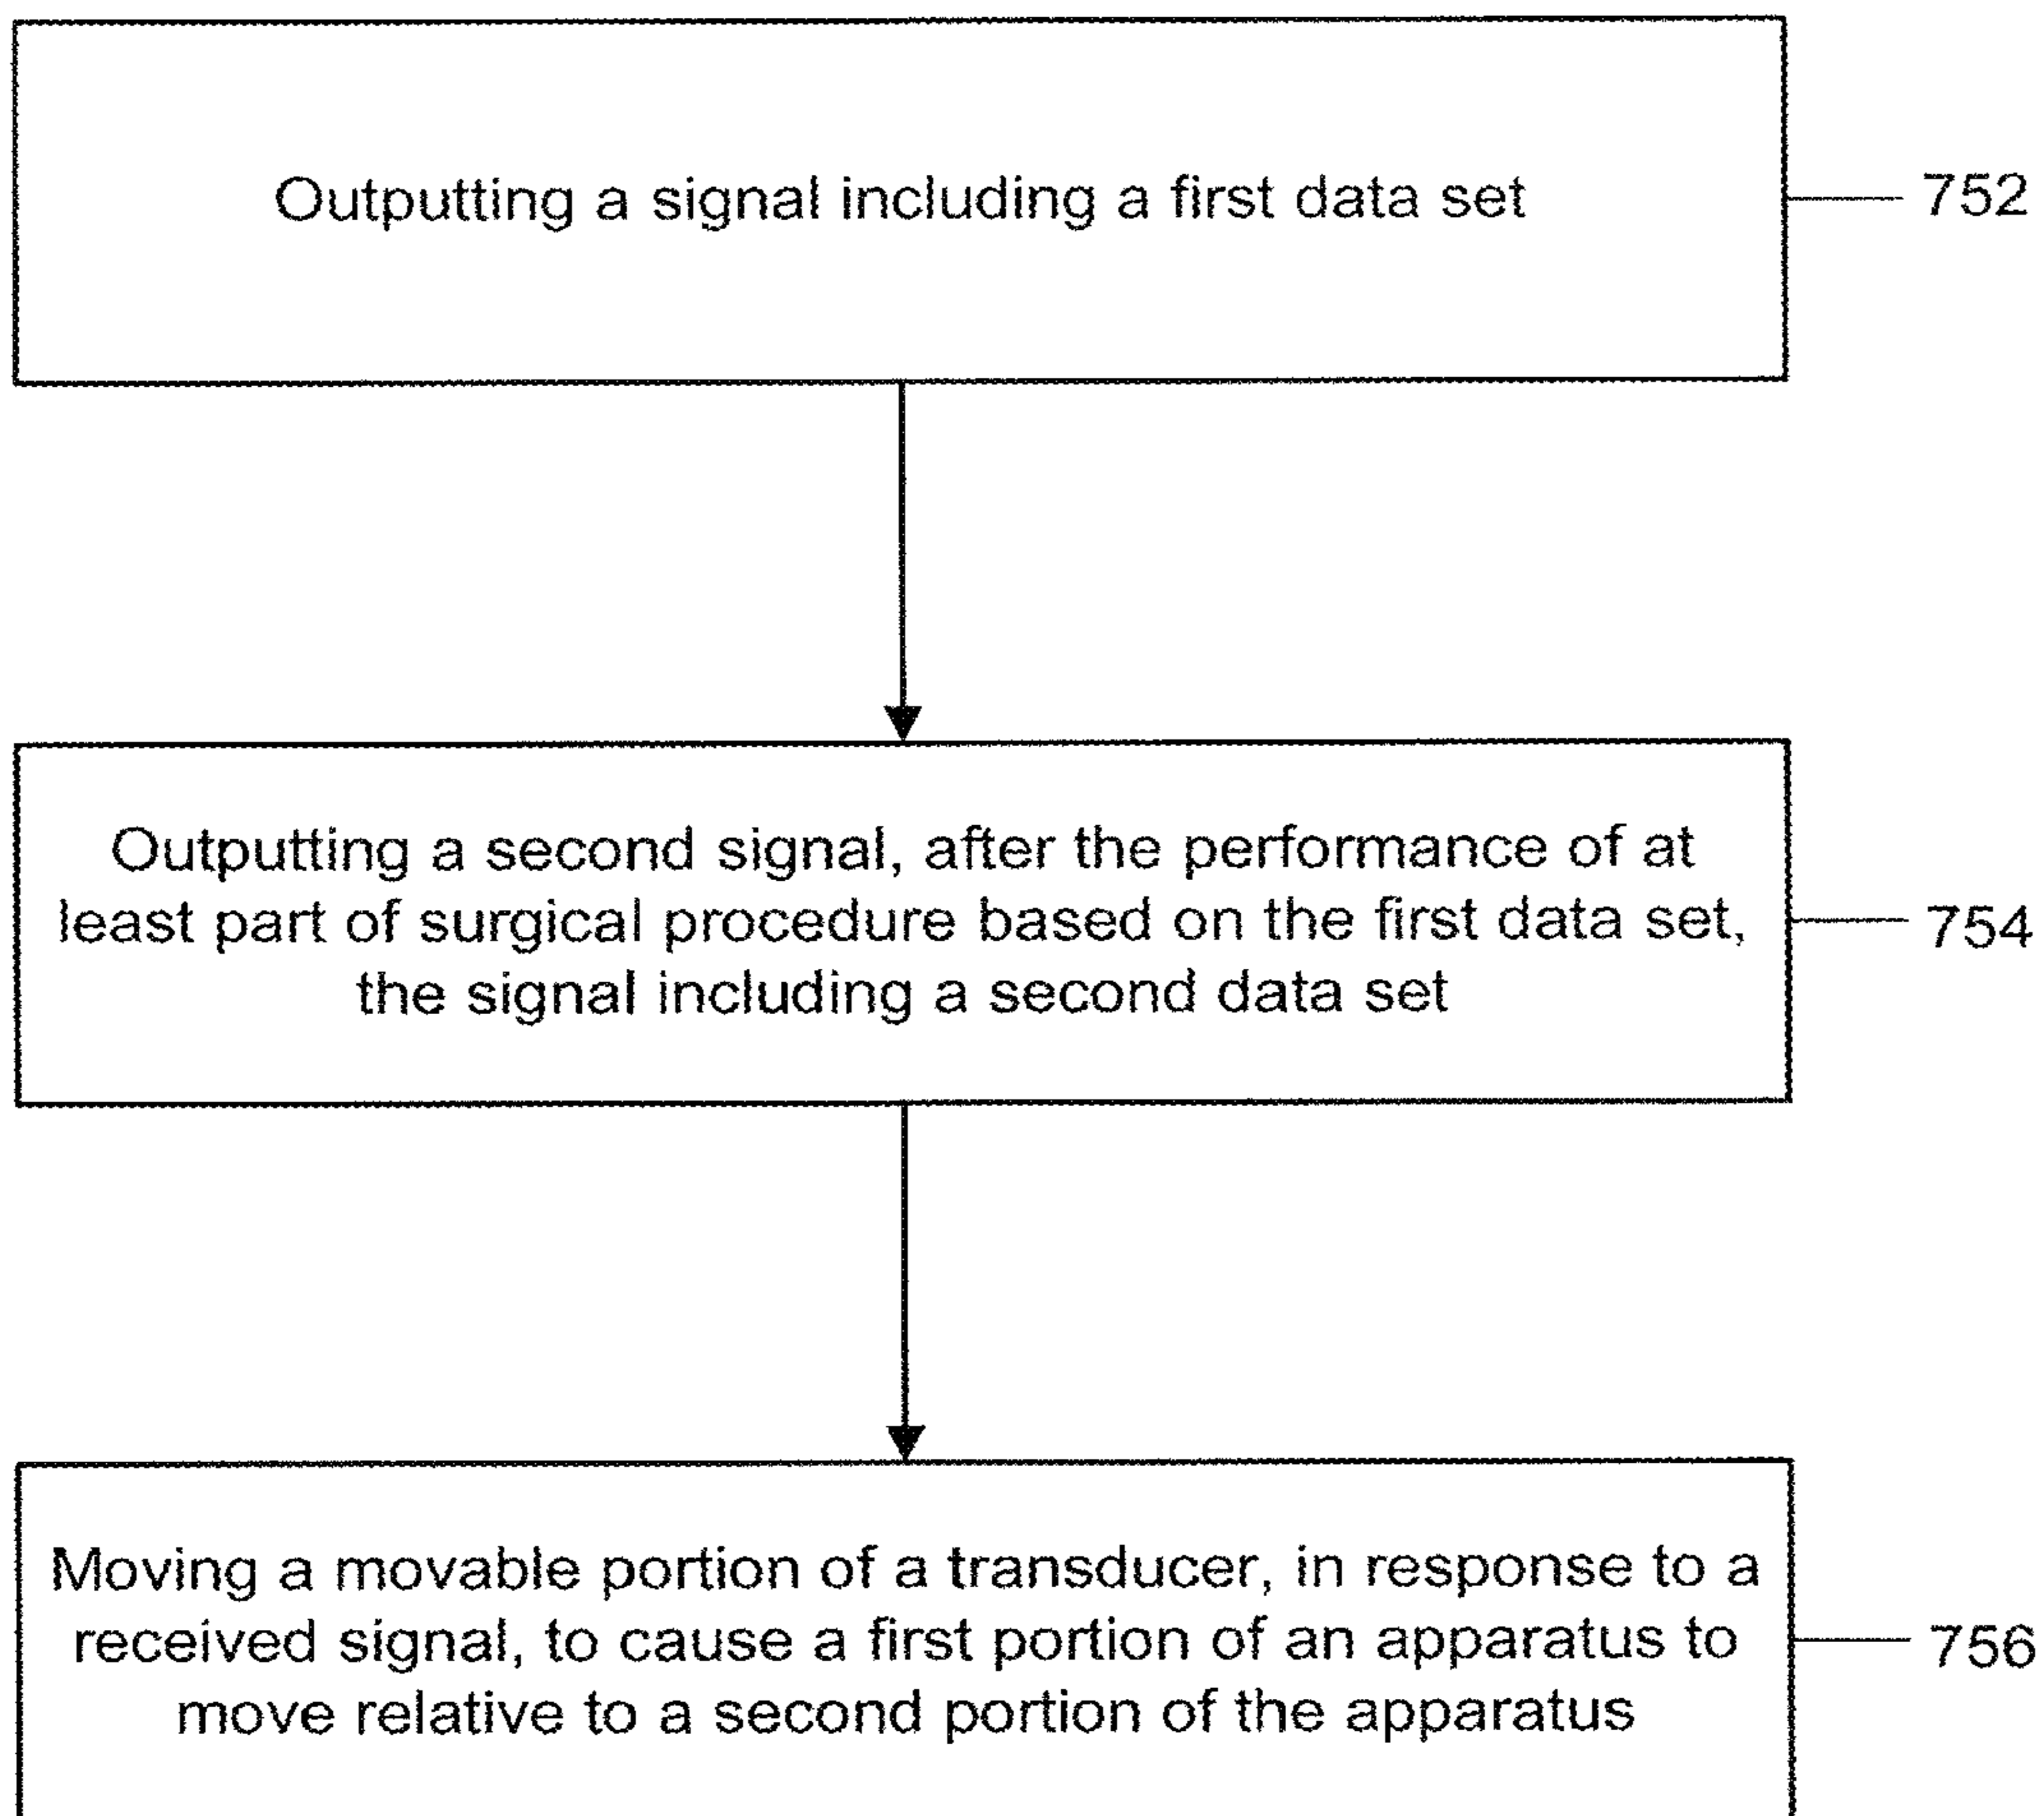 Outputting a signal including a first data set
752
Outputting a second signal, after the performance of at
least part of surgical procedure based on the first data set,
the signal including a second data set
754
Moving a movable portion of a transducer, in response to a
received signal, to cause a first portion of an apparatus to
move relative to a second portion of the apparatus
756